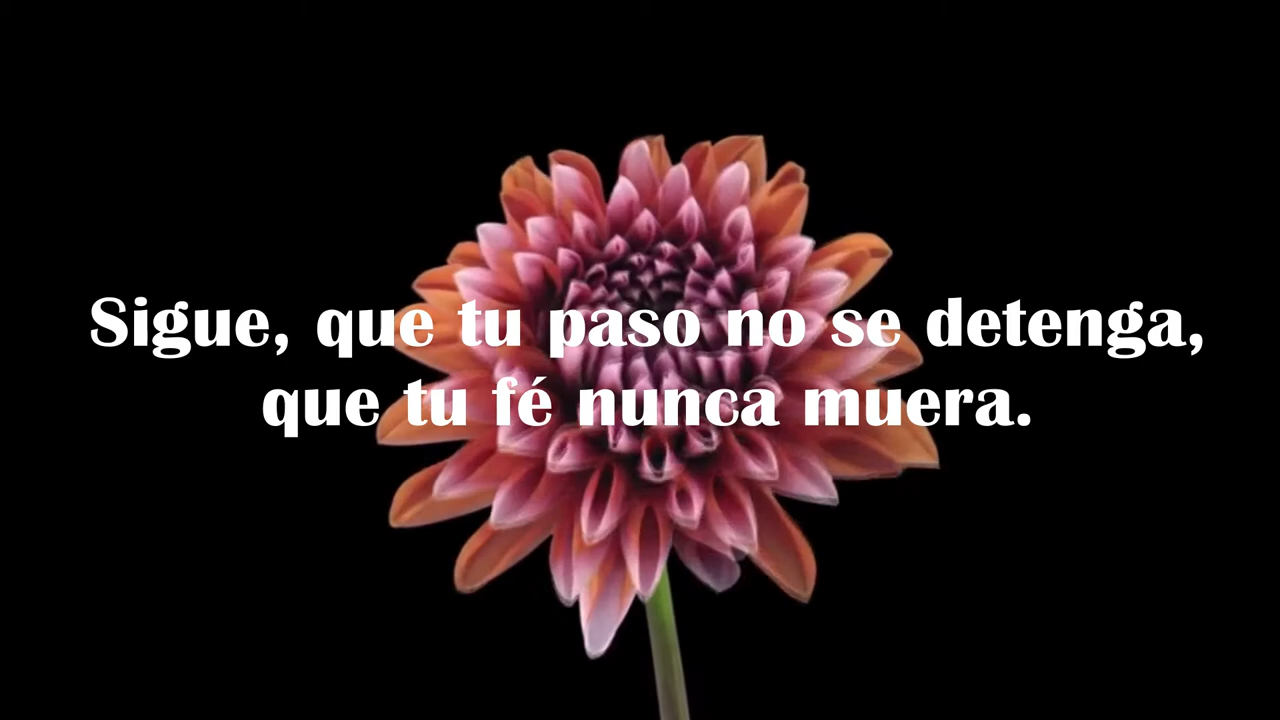 Sigue, que tu paso no se detenga,
que tu fé nunca muera.